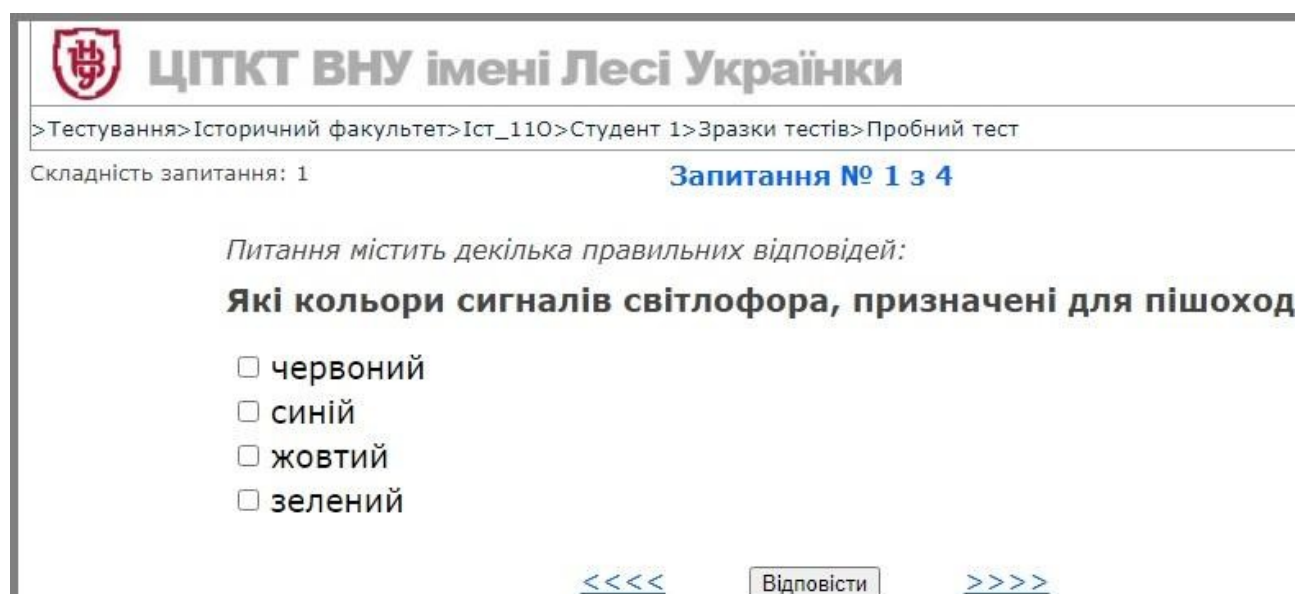 ЦІТКТ ВНУ імені Лесі Українки
>Тестування>Історичний факультет>Іст_11О>Студент 1>Зразки тестів>Пробний тест
Складність запитання: 1
Запитання № 1 з 4
Питання містить декілька правильних відповідей:
Які кольори сигналів світлофора, призначені для пішоход
червоний
синій
жовтий
зелений
<<<< Відповісти >>>>